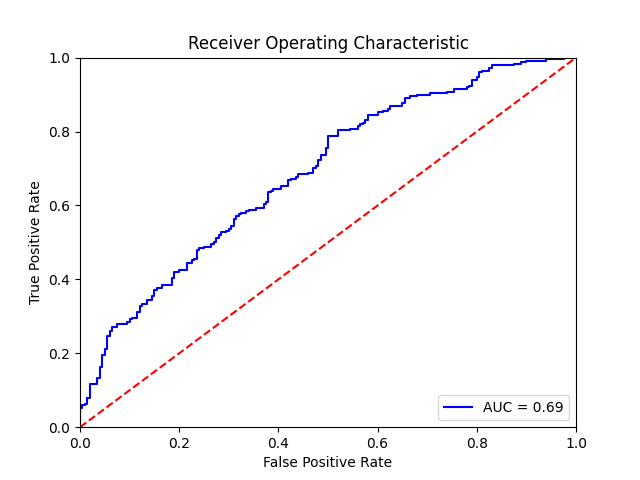 Receiver Operating Characteristic
1.0
0.8
0.6
0.4
0.2
0.0
True Positive Rate
AUC = 0.69
0.0 0.2 0.4 0.6 0.8 1.0
False Positive Rate